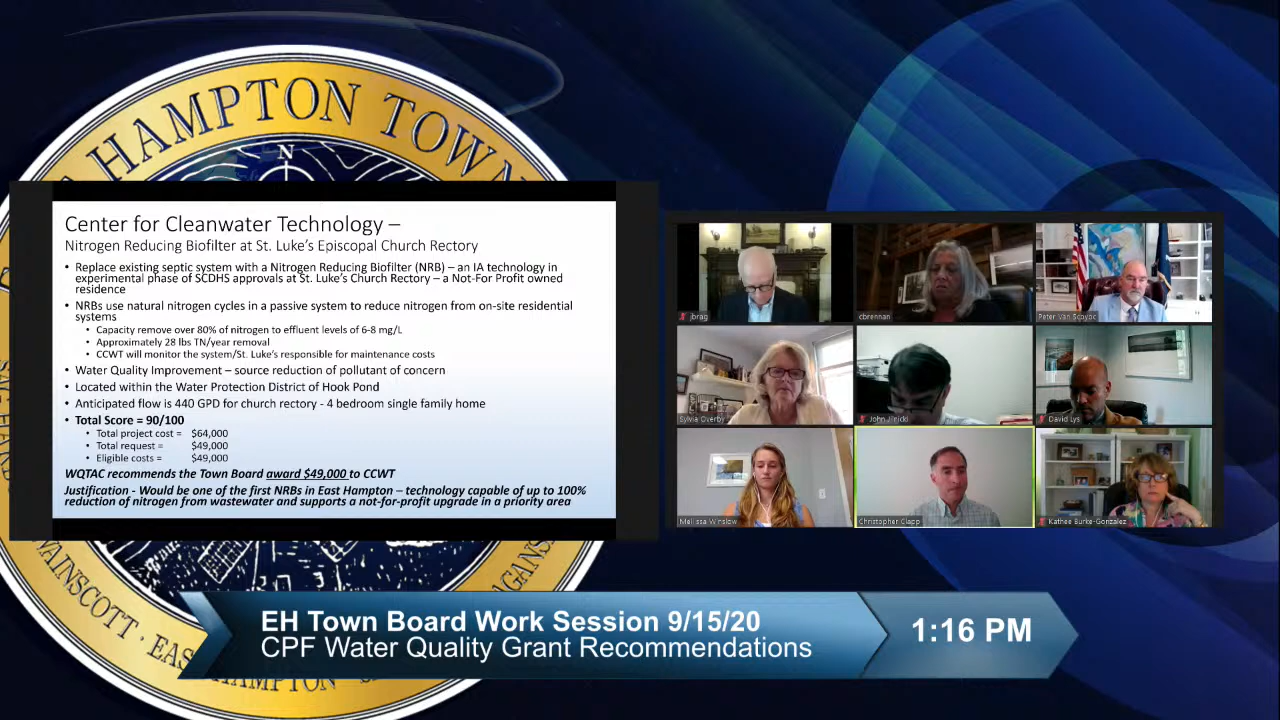 HAMPTON TOWN
N
Center for Cleanwater Technology –
Nitrogen Reducing Biofilter at St. Luke's Episcopal Church Rectory
• Replace existing septic system with a Nitrogen Reducing Biofilter (NRB) – an IA technology in
experimental phase of SCDHS approvals at St. Luke's Church Rectory – a Not-For Profit owned
residence
• NRBs use natural nitrogen cycles in a passive system to reduce nitrogen from on-site residential
systems
• Capacity remove over 80% of nitrogen to effluent levels of 6-8 mg/L
• Approximately 28 lbs TN/year removal
• CCWT will monitor the system/St. Luke's responsible for maintenance costs
• Water Quality Improvement – source reduction of pollutant of concern
• Located within the Water Protection District of Hook Pond
• Anticipated flow is 440 GPD for church rectory - 4 bedroom single family home
• Total Score = 90/100
• Total project cost = $64,000
• Total request = $49,000
• Eligible costs = $49,000
WQTAC recommends the Town Board award $49,000 to CCWT
Justification - Would be one of the first NRBs in East Hampton – technology capable of up to 100%
reduction of nitrogen from wastewater and supports a not-for-profit upgrade in a priority area
jbrag
cbrennan
Peter Van Scoyoc
Sylvia Overby
John Jilnicki
David Lys
Melissa Winslow
Christopher Clapp
Kathee Burke-Gonzalez
WAINSCOTT · EAS
HAMPTON
EH Town Board Work Session 9/15/20
CPF Water Quality Grant Recommendations
1:16 PM